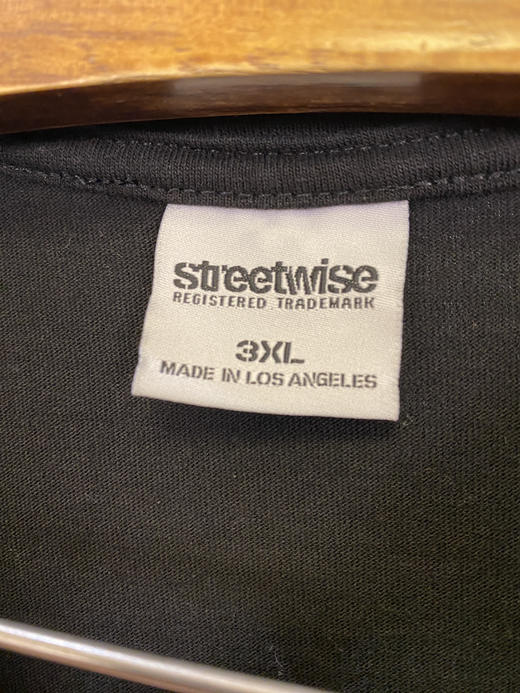 streetwise
REGISTERED TRADEMARK
3XL
MADE IN LOS ANGELES